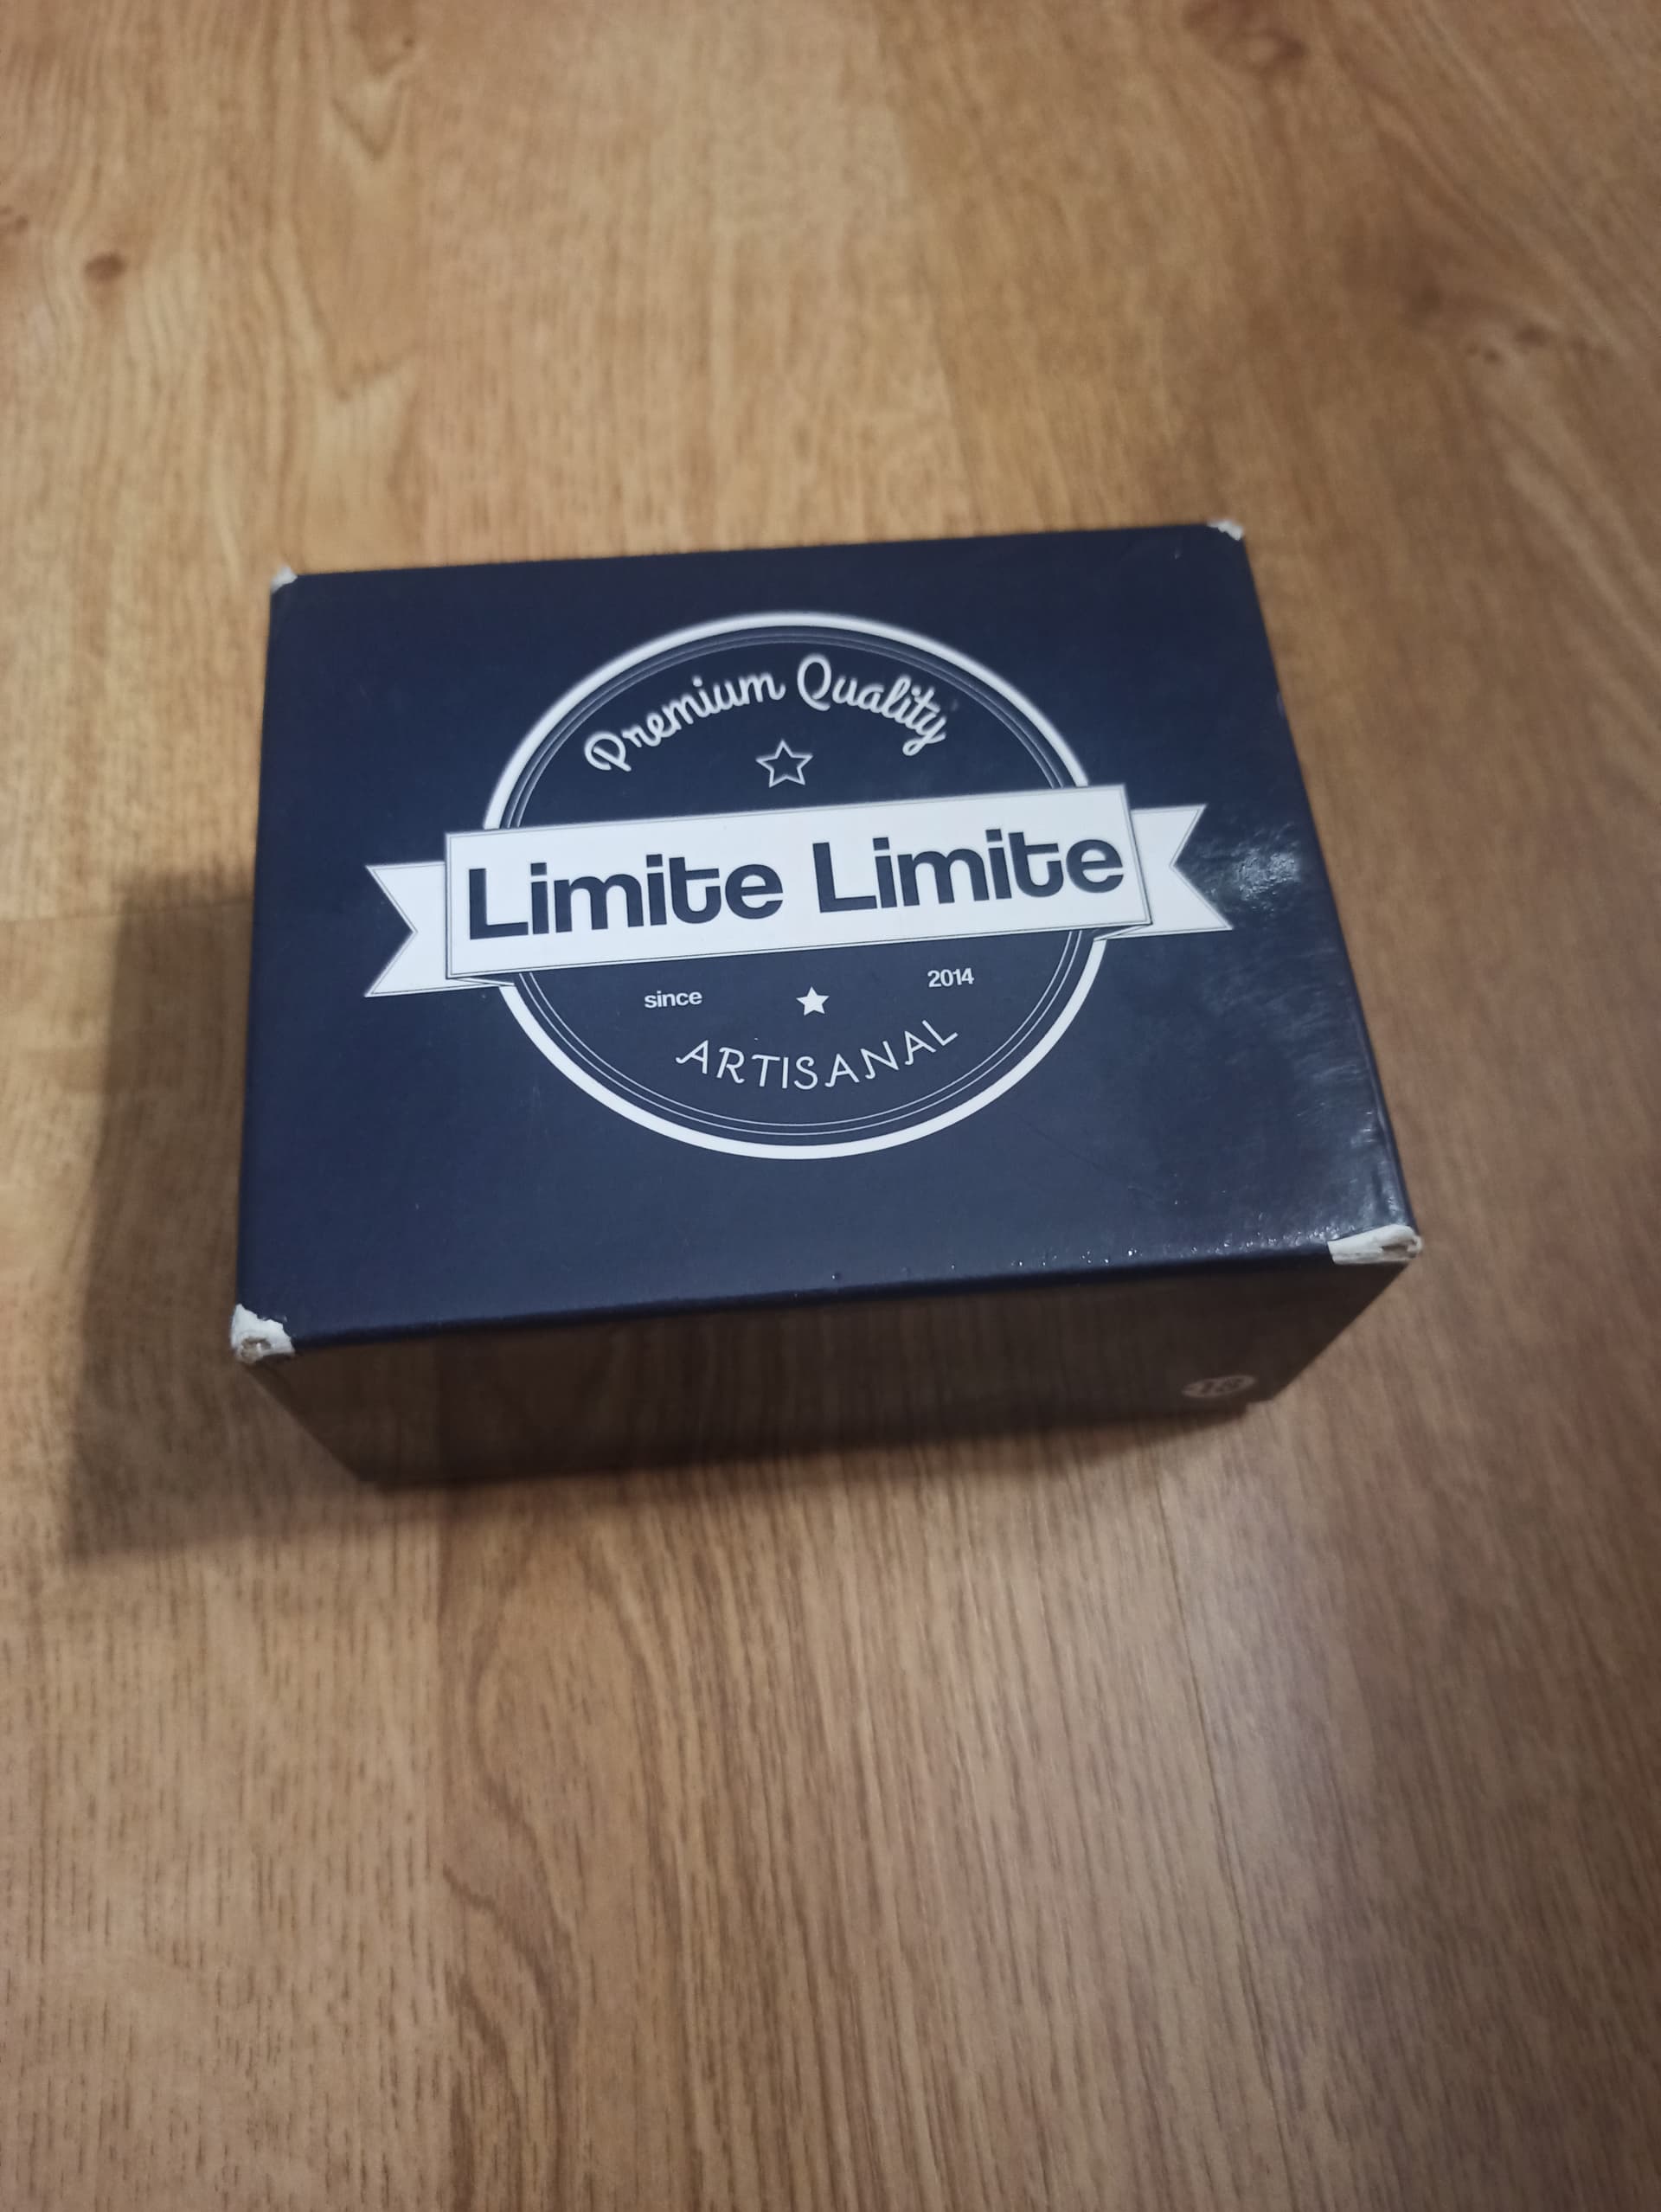 Premium Quality
Limite Limite
since 2014
ARTISANAL